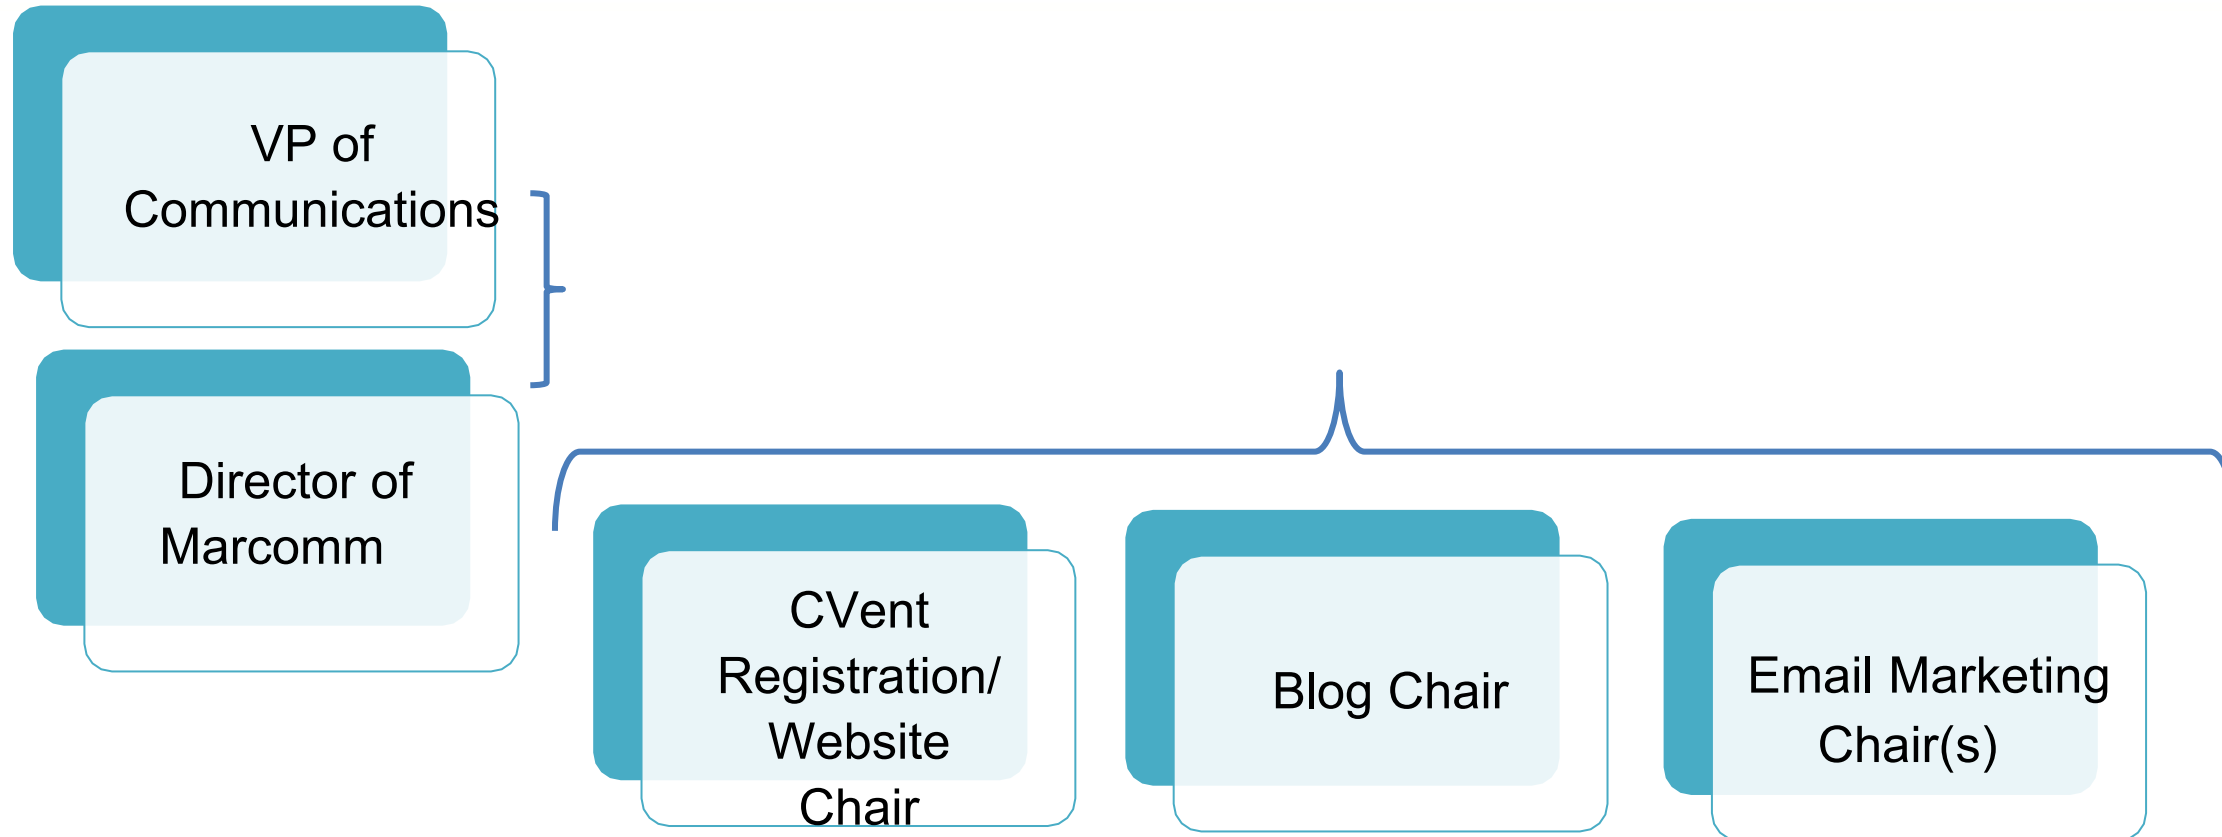 VP of
Communications
Director of
Marcomm
CVent
Registration/
Website
Chair
Blog Chair
Email Marketing
Chair(s)